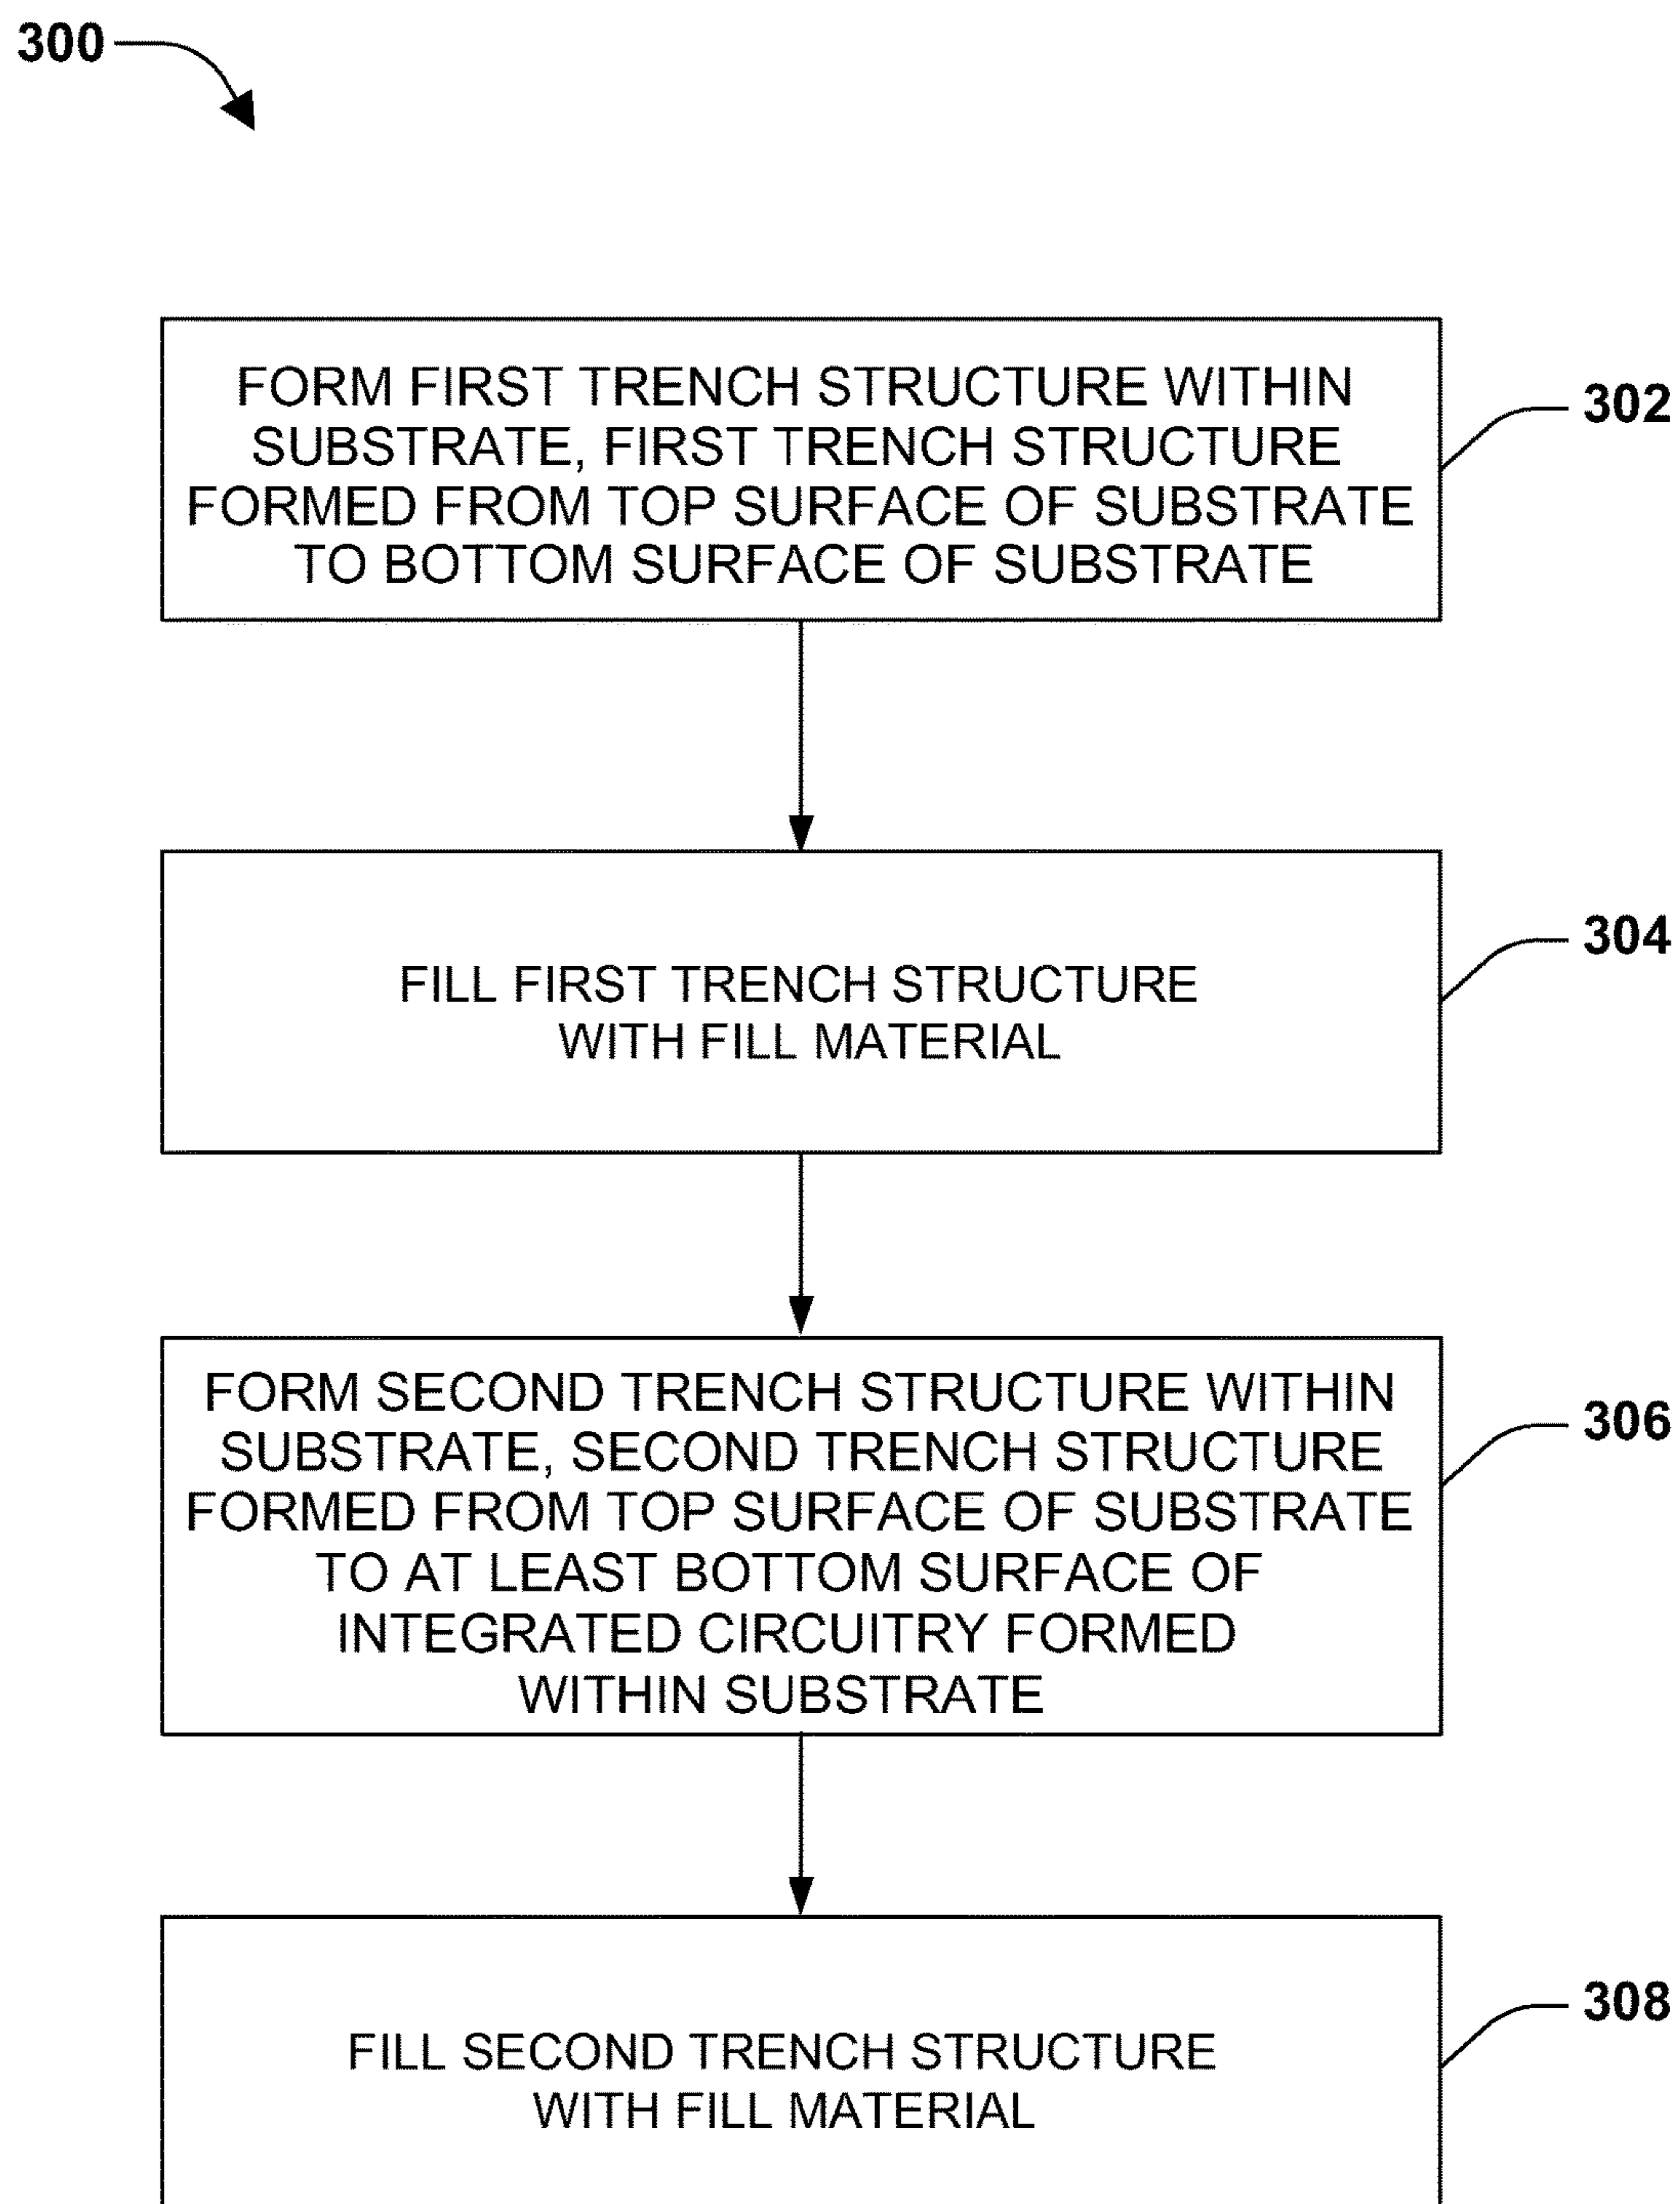 300
FORM FIRST TRENCH STRUCTURE WITHIN
SUBSTRATE, FIRST TRENCH STRUCTURE
FORMED FROM TOP SURFACE OF SUBSTRATE
TO BOTTOM SURFACE OF SUBSTRATE
302
FILL FIRST TRENCH STRUCTURE
WITH FILL MATERIAL
304
FORM SECOND TRENCH STRUCTURE WITHIN
SUBSTRATE, SECOND TRENCH STRUCTURE
FORMED FROM TOP SURFACE OF SUBSTRATE
TO AT LEAST BOTTOM SURFACE OF
INTEGRATED CIRCUITRY FORMED
WITHIN SUBSTRATE
306
FILL SECOND TRENCH STRUCTURE
WITH FILL MATERIAL
308